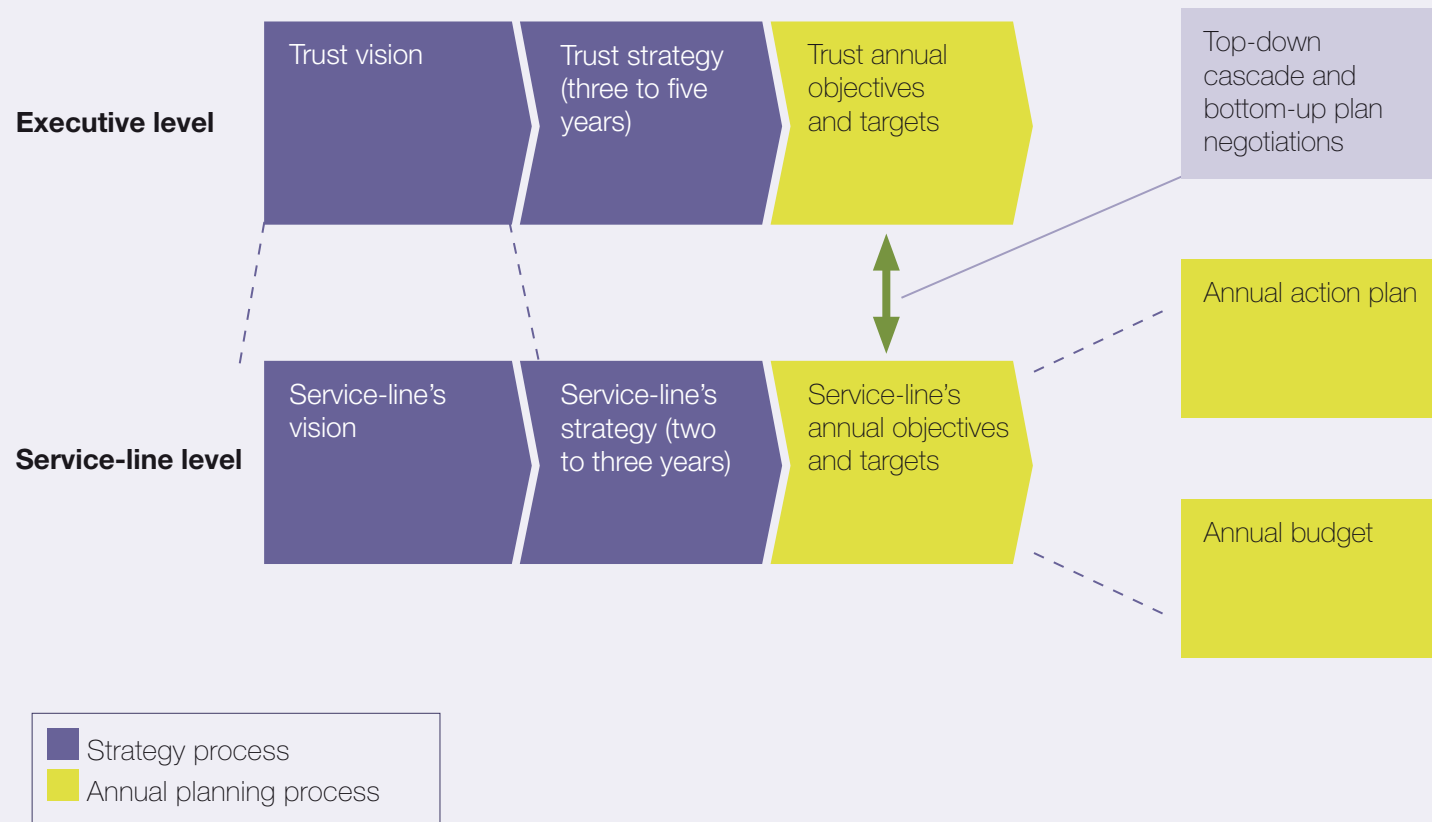 Executive level
Trust vision
Trust strategy
(three to five
years)
Trust annual
objectives
and targets
Top-down
cascade and
bottom-up plan
negotiations
Service-line level
Service-line’s
vision
Service-line’s
strategy (two
to three years)
Service-line’s
annual objectives
and targets
Annual action plan
Annual budget
Strategy process
Annual planning process